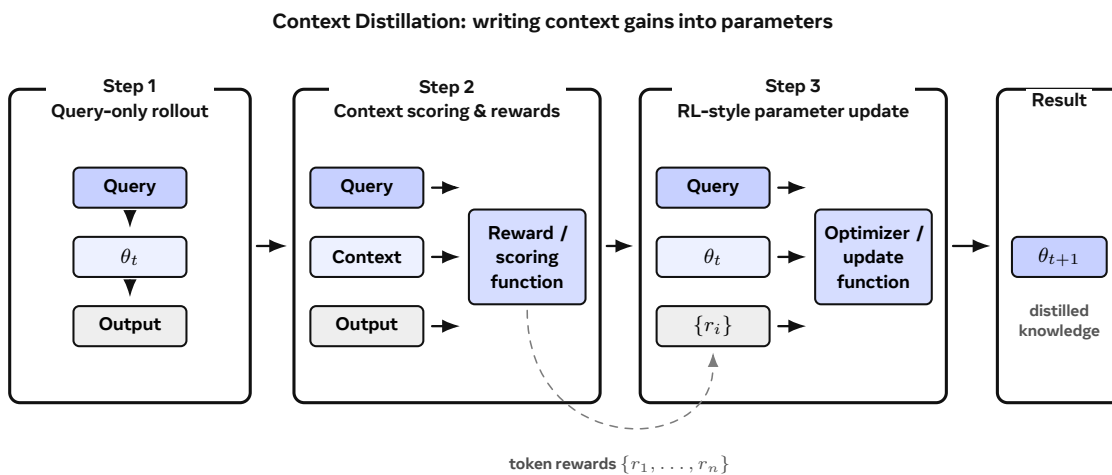 Context Distillation: writing context gains into parameters
Step 1
Query-only rollout
Query
θ_t
Output
Step 2
Context scoring & rewards
Query
Context
Output
Reward /
scoring
function
Step 3
RL-style parameter update
Query
θ_t
{r_i}
Optimizer /
update
function
Result
θ_{t+1}
distilled
knowledge
token rewards {r_1, . . . , r_n}